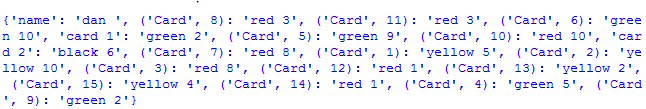 {'name': 'dan ', ('Card', 8): 'red 3', ('Card', 11): 'red 3', ('Card', 6): 'gree
n 10', 'card 1': 'green 2', ('Card', 5): 'green 9', ('Card', 10): 'red 10', 'car
d 2': 'black 6', ('Card', 7): 'red 8', ('Card', 1): 'yellow 5', ('Card', 2): 'ye
llow 10', ('Card', 3): 'red 8', ('Card', 12): 'red 1', ('Card', 13): 'yellow 2',
 ('Card', 15): 'yellow 4', ('Card', 14): 'red 1', ('Card', 4): 'green 5', ('Card
', 9): 'green 2'}